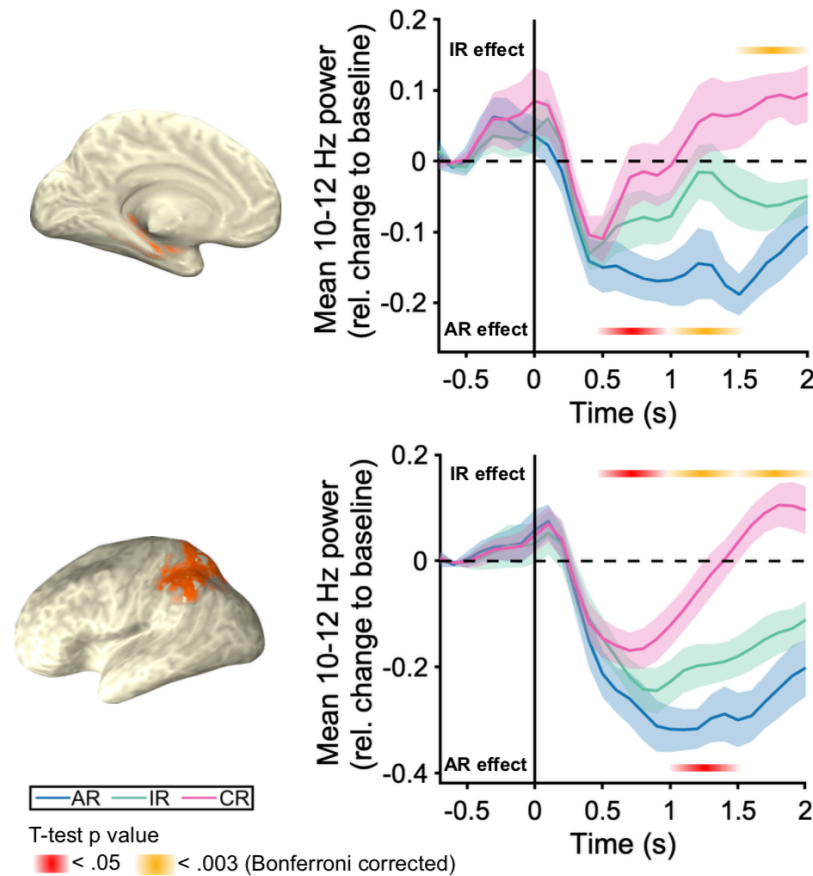 0.2
IR effect
0.1
0
-0.1
-0.2
AR effect
Mean 10-12 Hz power
(rel. change to baseline)
-0.5 0 0.5 1 1.5 2
Time (s)
0.2
IR effect
0
-0.2
-0.4
AR effect
Mean 10-12 Hz power
(rel. change to baseline)
-0.5 0 0.5 1 1.5 2
Time (s)
AR IR CR
T-test p value
< .05 < .003 (Bonferroni corrected)